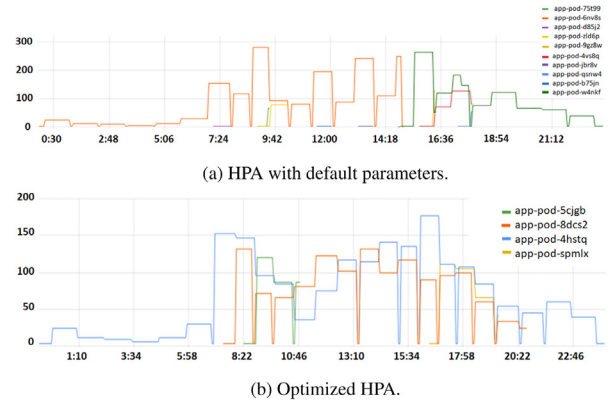 app-pod-75t99
app-pod-6nv8s
app-pod-d85j2
app-pod-zld6p
app-pod-9gz8w
app-pod-4vs8q
app-pod-jbr8v
app-pod-qsnw4
app-pod-b75jn
app-pod-w4nkf
300
200
100
0
0:30 2:48 5:06 7:24 9:42 12:00 14:18 16:36 18:54 21:12
(a) HPA with default parameters.
200
150
100
50
0
app-pod-5cjgb
app-pod-8dcs2
app-pod-4hstq
app-pod-spmlx
1:10 3:34 5:58 8:22 10:46 13:10 15:34 17:58 20:22 22:46
(b) Optimized HPA.